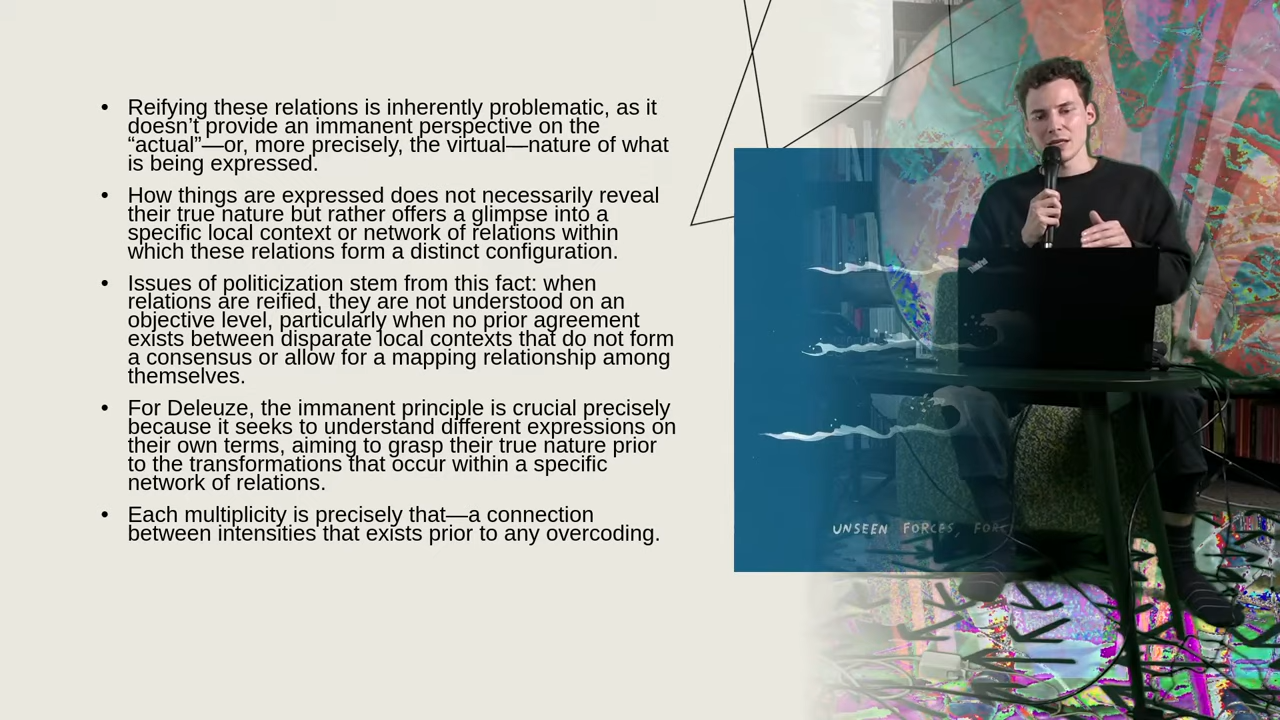 • Reifying these relations is inherently problematic, as it
doesn’t provide an immanent perspective on the
“actual”—or, more precisely, the virtual—nature of what
is being expressed.
• How things are expressed does not necessarily reveal
their true nature but rather offers a glimpse into a
specific local context or network of relations within
which these relations form a distinct configuration.
• Issues of politicization stem from this fact: when
relations are reified, they are not understood on an
objective level, particularly when no prior agreement
exists between disparate local contexts that do not form
a consensus or allow for a mapping relationship among
themselves.
• For Deleuze, the immanent principle is crucial precisely
because it seeks to understand different expressions on
their own terms, aiming to grasp their true nature prior
to the transformations that occur within a specific
network of relations.
• Each multiplicity is precisely that—a connection
between intensities that exists prior to any overcoding.
ThinkPad
UNSEEN FORCES,